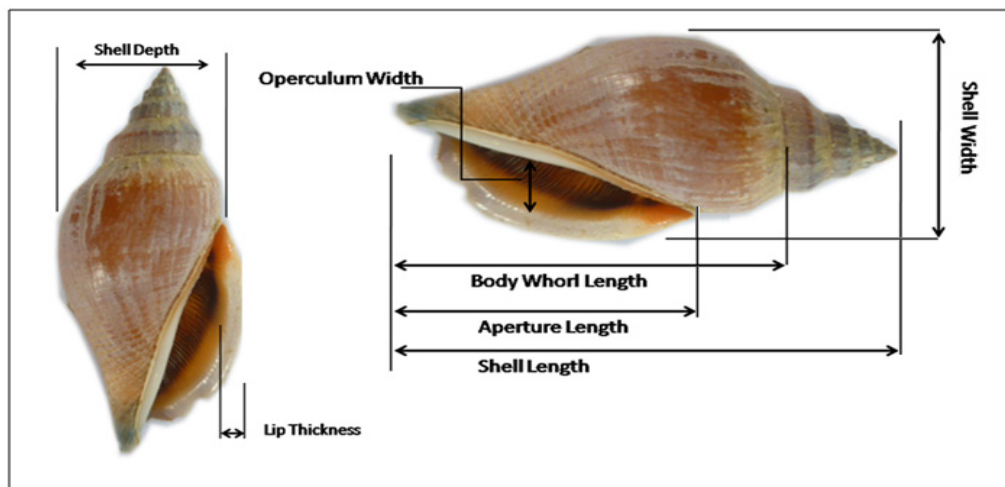 Shell Depth
Operculum Width
Shell Width
Body Whorl Length
Aperture Length
Shell Length
Lip Thickness